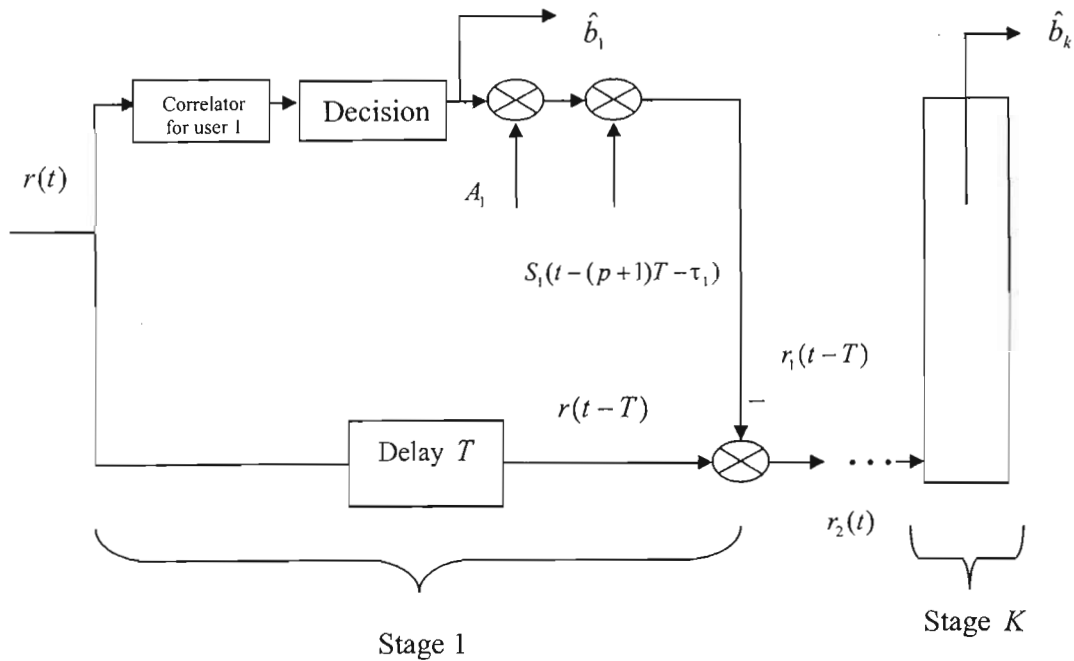 b̂₁
b̂ₖ
Correlator
for user 1
Decision
r(t)
A₁
S₁(t−(p+1)T−τ₁)
r₁(t−T)
r(t−T)
−
Delay T
• • •
r₂(t)
Stage 1
Stage K